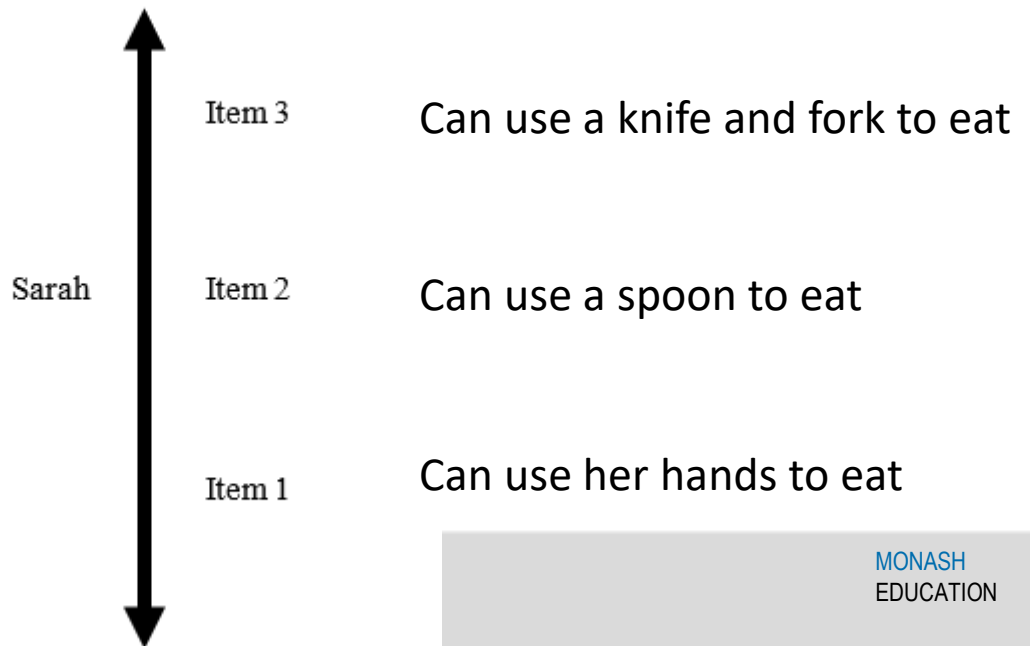 Item 3 Can use a knife and fork to eat
Sarah Item 2 Can use a spoon to eat
Item 1 Can use her hands to eat
MONASH
EDUCATION